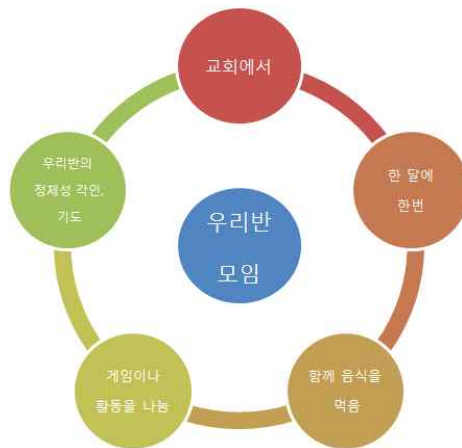 교회에서
한 달에
한번
함께 음식을
먹음
게임이나
활동을 나눔
우리반의
정체성 각인,
기도
우리반
모임